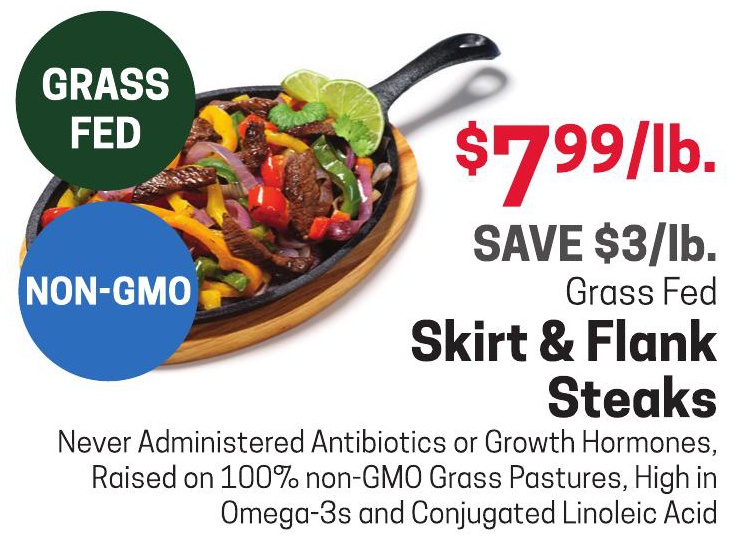 GRASS
FED
NON-GMO
$7.99/lb.
SAVE $3/lb.
Grass Fed
Skirt & Flank
Steaks
Never Administered Antibiotics or Growth Hormones,
Raised on 100% non-GMO Grass Pastures, High in
Omega-3s and Conjugated Linoleic Acid